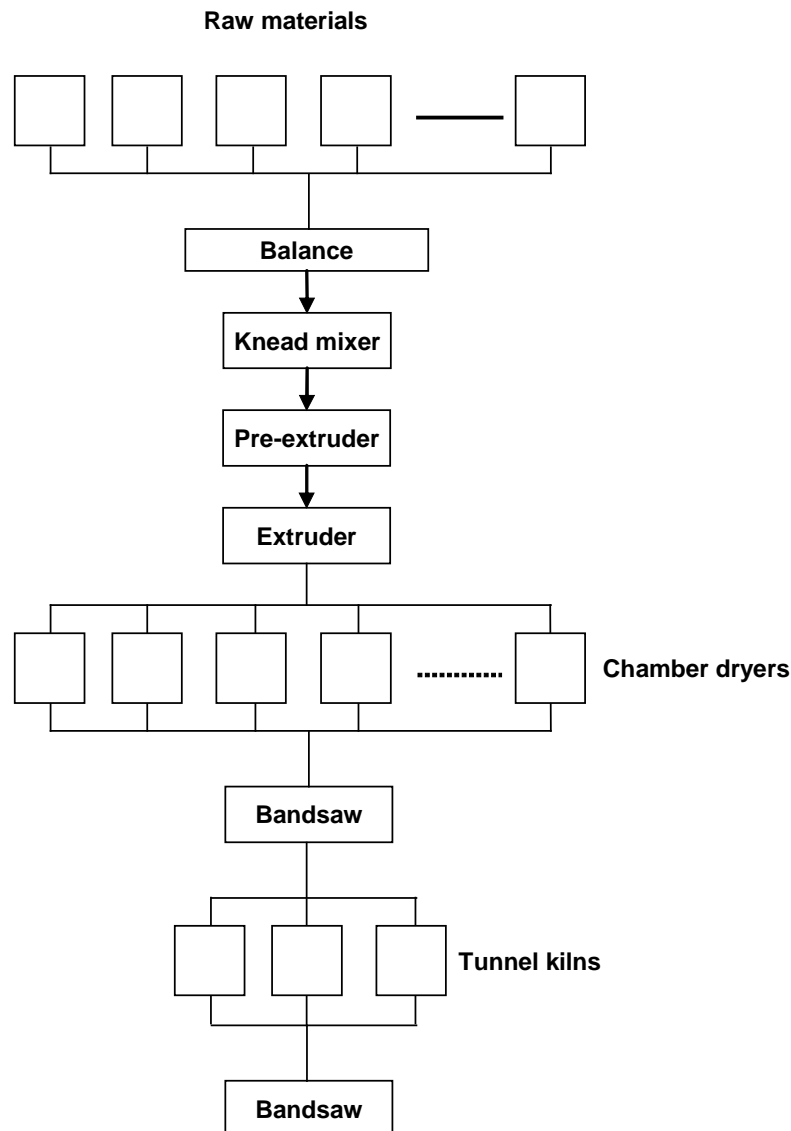 Raw materials
Balance
Knead mixer
Pre-extruder
Extruder
Chamber dryers
Bandsaw
Tunnel kilns
Bandsaw